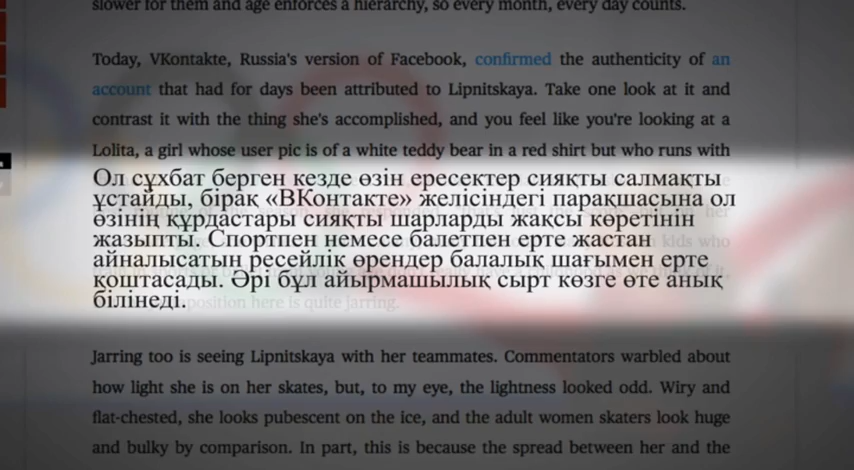 slower for them and age enforces a hierarchy, so every month, every day counts.
Today, VKontakte, Russia's version of Facebook, confirmed the authenticity of an
account that had for days been attributed to Lipnitskaya. Take one look at it and
contrast it with the thing she's accomplished, and you feel like you're looking at a
Lolita, a girl whose user pic is of a white teddy bear in a red shirt but who runs with
Ол сұхбат берген кезде өзін ересектер сияқты салмақты
ұстайды, бірақ «ВКонтакте» желісіндегі парақшасына ол
өзінің құрдастары сияқты шарларды жақсы көретінін
жазыпты. Спортпен немесе балетпен ерте жастан
айналысатын ресейлік өрендер балалық шағымен ерте
қоштасады. Әрі бұл айырмашылық сырт көзге өте анық
білінеді.
position here is quite jarring.
Jarring too is seeing Lipnitskaya with her teammates. Commentators warbled about
how light she is on her skates, but, to my eye, the lightness looked odd. Wiry and
flat-chested, she looks pubescent on the ice, and the adult women skaters look huge
and bulky by comparison. In part, this is because the spread between her and the